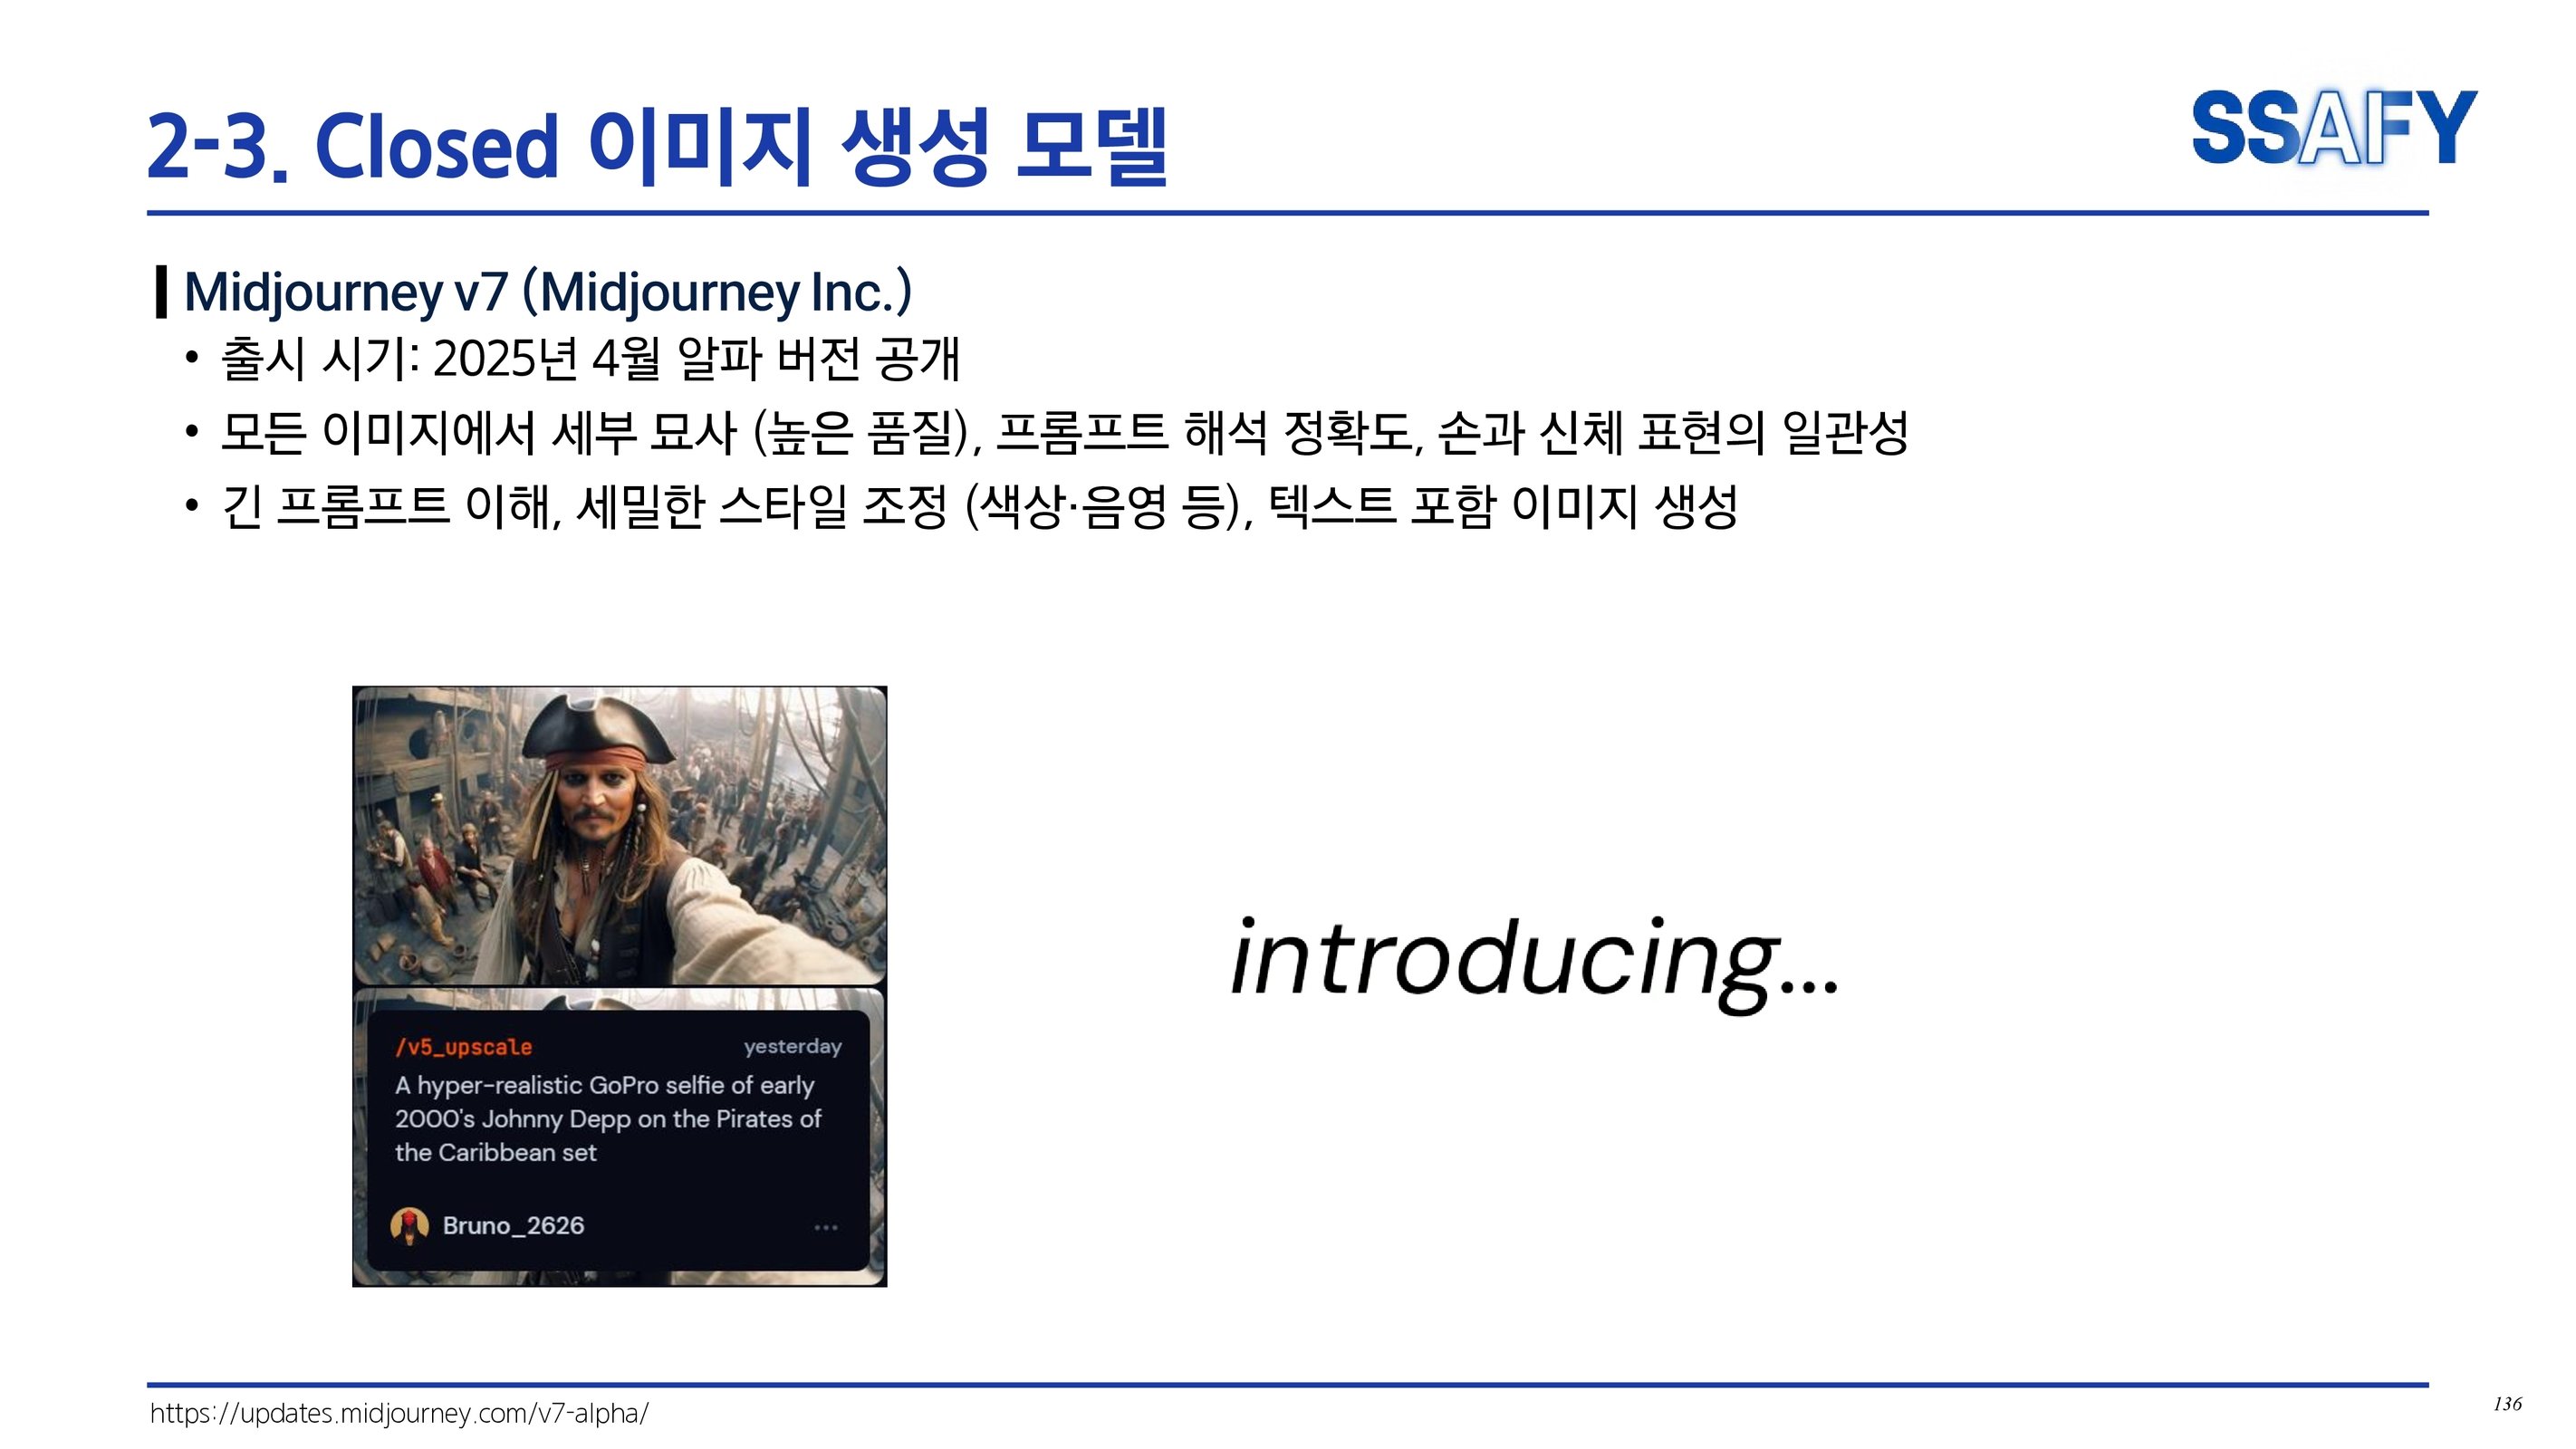 2-3. Closed 이미지 생성 모델
SSAFY
Midjourney v7 (Midjourney Inc.)
• 출시 시기: 2025년 4월 알파 버전 공개
• 모든 이미지에서 세부 묘사 (높은 품질), 프롬프트 해석 정확도, 손과 신체 표현의 일관성
• 긴 프롬프트 이해, 세밀한 스타일 조정 (색상·음영 등), 텍스트 포함 이미지 생성
/v5_upscale
yesterday
A hyper-realistic GoPro selfie of early
2000's Johnny Depp on the Pirates of
the Caribbean set
Bruno_2626
...
introducing...
https://updates.midjourney.com/v7-alpha/
136